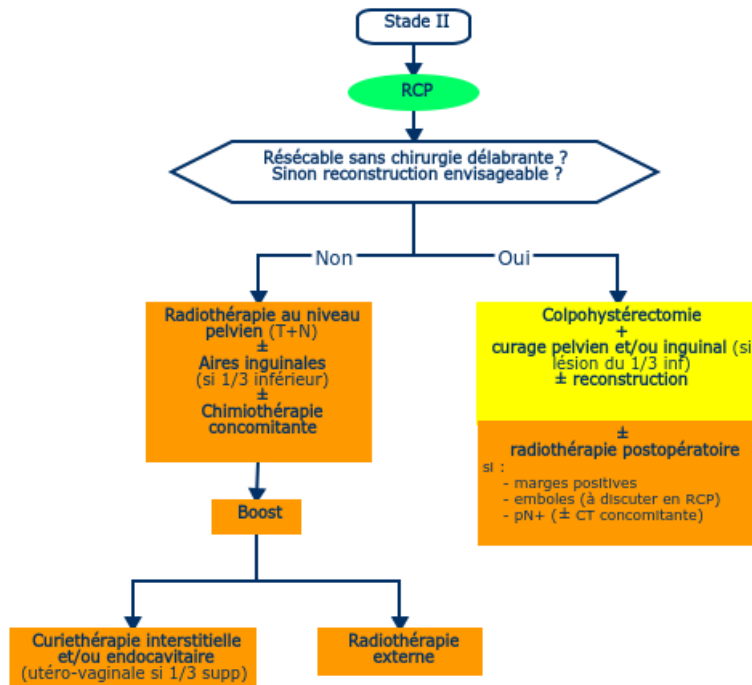 Stade II
RCP
Résécable sans chirurgie délabrante ?
Sinon reconstruction envisageable ?
Non
Oui
Radiothérapie au niveau
pelvien (T+N)
±
Aires inguinales
(si 1/3 inférieur)
±
Chimiothérapie
concomitante
Colpohystérectomie
+
curage pelvien et/ou inguinal (si
lésion du 1/3 inf)
± reconstruction
±
radiothérapie postopératoire
si :
- marges positives
- emboles (à discuter en RCP)
- pN+ (± CT concomitante)
Boost
Curiethérapie interstitielle
et/ou endocavitaire
(utéro-vaginale si 1/3 supp)
Radiothérapie
externe